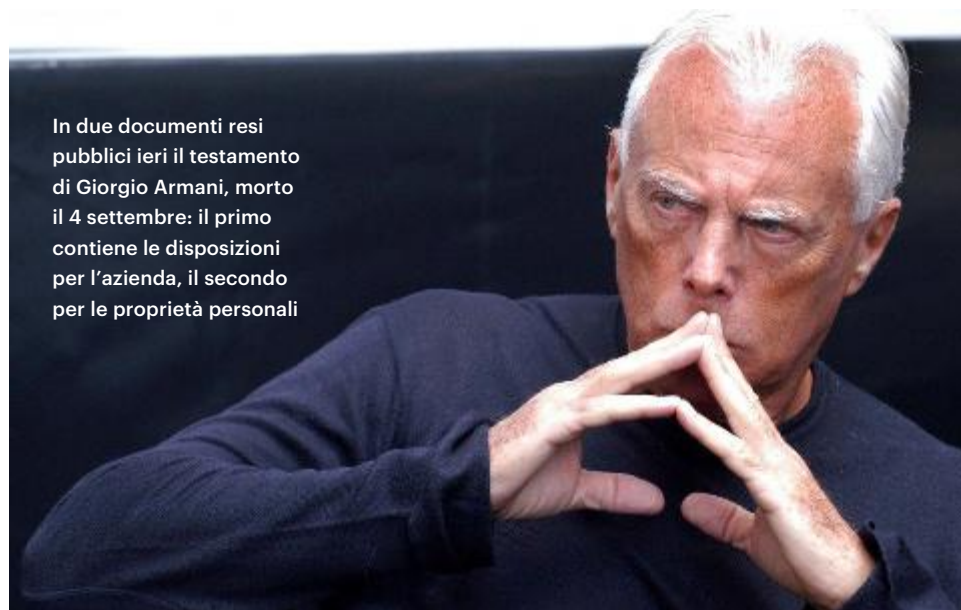 In due documenti resi
pubblici ieri il testamento
di Giorgio Armani, morto
il 4 settembre: il primo
contiene le disposizioni
per l’azienda, il secondo
per le proprietà personali